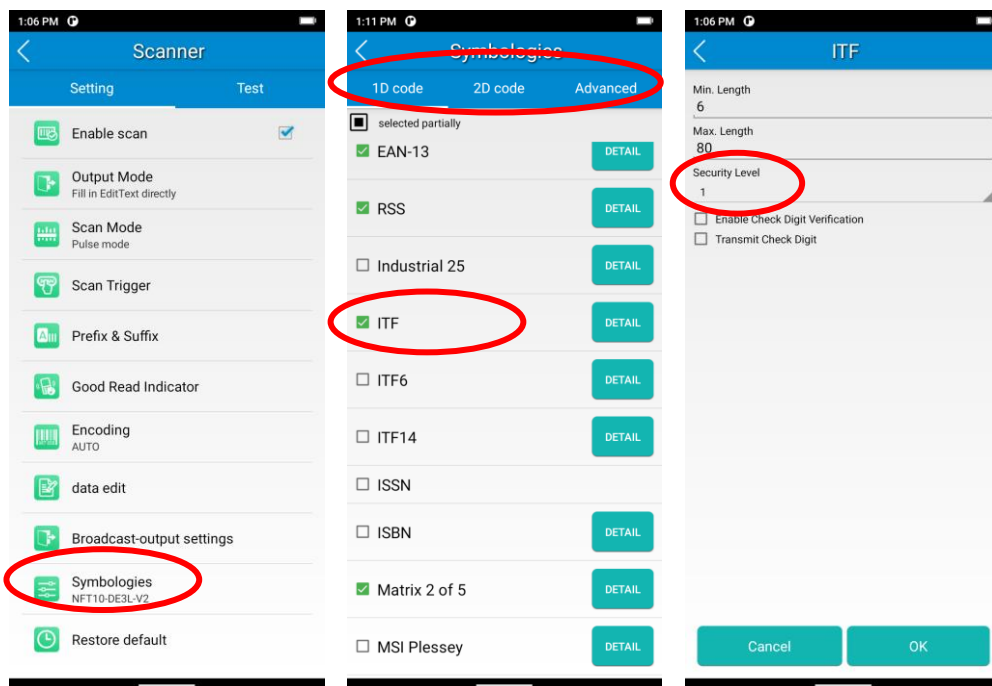 1:06 PM
Scanner
Setting
Test
Enable scan
Output Mode
Fill in EditText directly
Scan Mode
Pulse mode
Scan Trigger
Prefix & Suffix
Good Read Indicator
Encoding
AUTO
data edit
Broadcast-output settings
Symbologies
NFT10-DE3L-V2
Restore default
1:11 PM
Symbologies
1D code
2D code
Advanced
selected partially
EAN-13
DETAIL
RSS
DETAIL
Industrial 25
DETAIL
ITF
DETAIL
ITF6
DETAIL
ITF14
DETAIL
ISSN
ISBN
DETAIL
Matrix 2 of 5
DETAIL
MSI Plessey
DETAIL
1:06 PM
ITF
Min. Length
6
Max. Length
80
Security Level
1
Enable Check Digit Verification
Transmit Check Digit
Cancel
OK